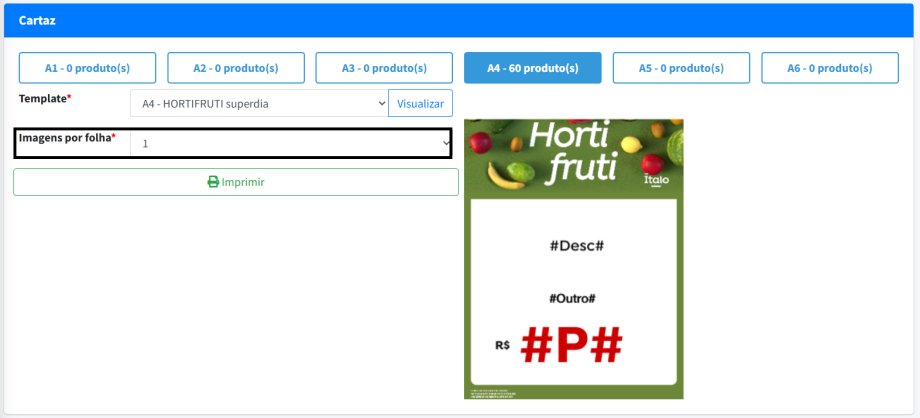 Cartaz
A1 - 0 produto(s)
A2 - 0 produto(s)
A3 - 0 produto(s)
A4 - 60 produto(s)
A5 - 0 produto(s)
A6 - 0 produto(s)
Template*
A4 - HORTIFRUTI superdia
Visualizar
Imagens por folha*
1
Imprimir
Horti
fruti
Ítalo
#Desc#
#Outro#
R$ #P#